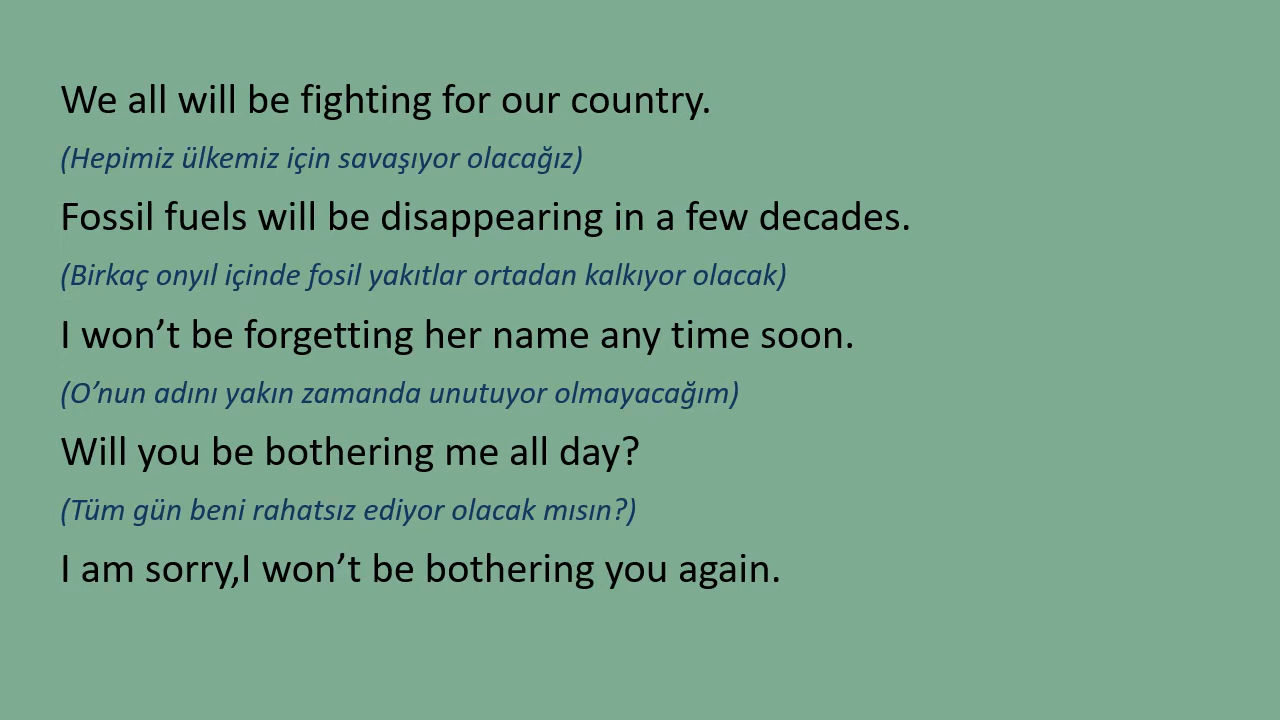 We all will be fighting for our country.
(Hepimiz ülkemiz için savaşıyor olacağız)
Fossil fuels will be disappearing in a few decades.
(Birkaç onyıl içinde fosil yakıtlar ortadan kalkıyor olacak)
I won’t be forgetting her name any time soon.
(O’nun adını yakın zamanda unutuyor olmayacağım)
Will you be bothering me all day?
(Tüm gün beni rahatsız ediyor olacak mısın?)
I am sorry,I won’t be bothering you again.